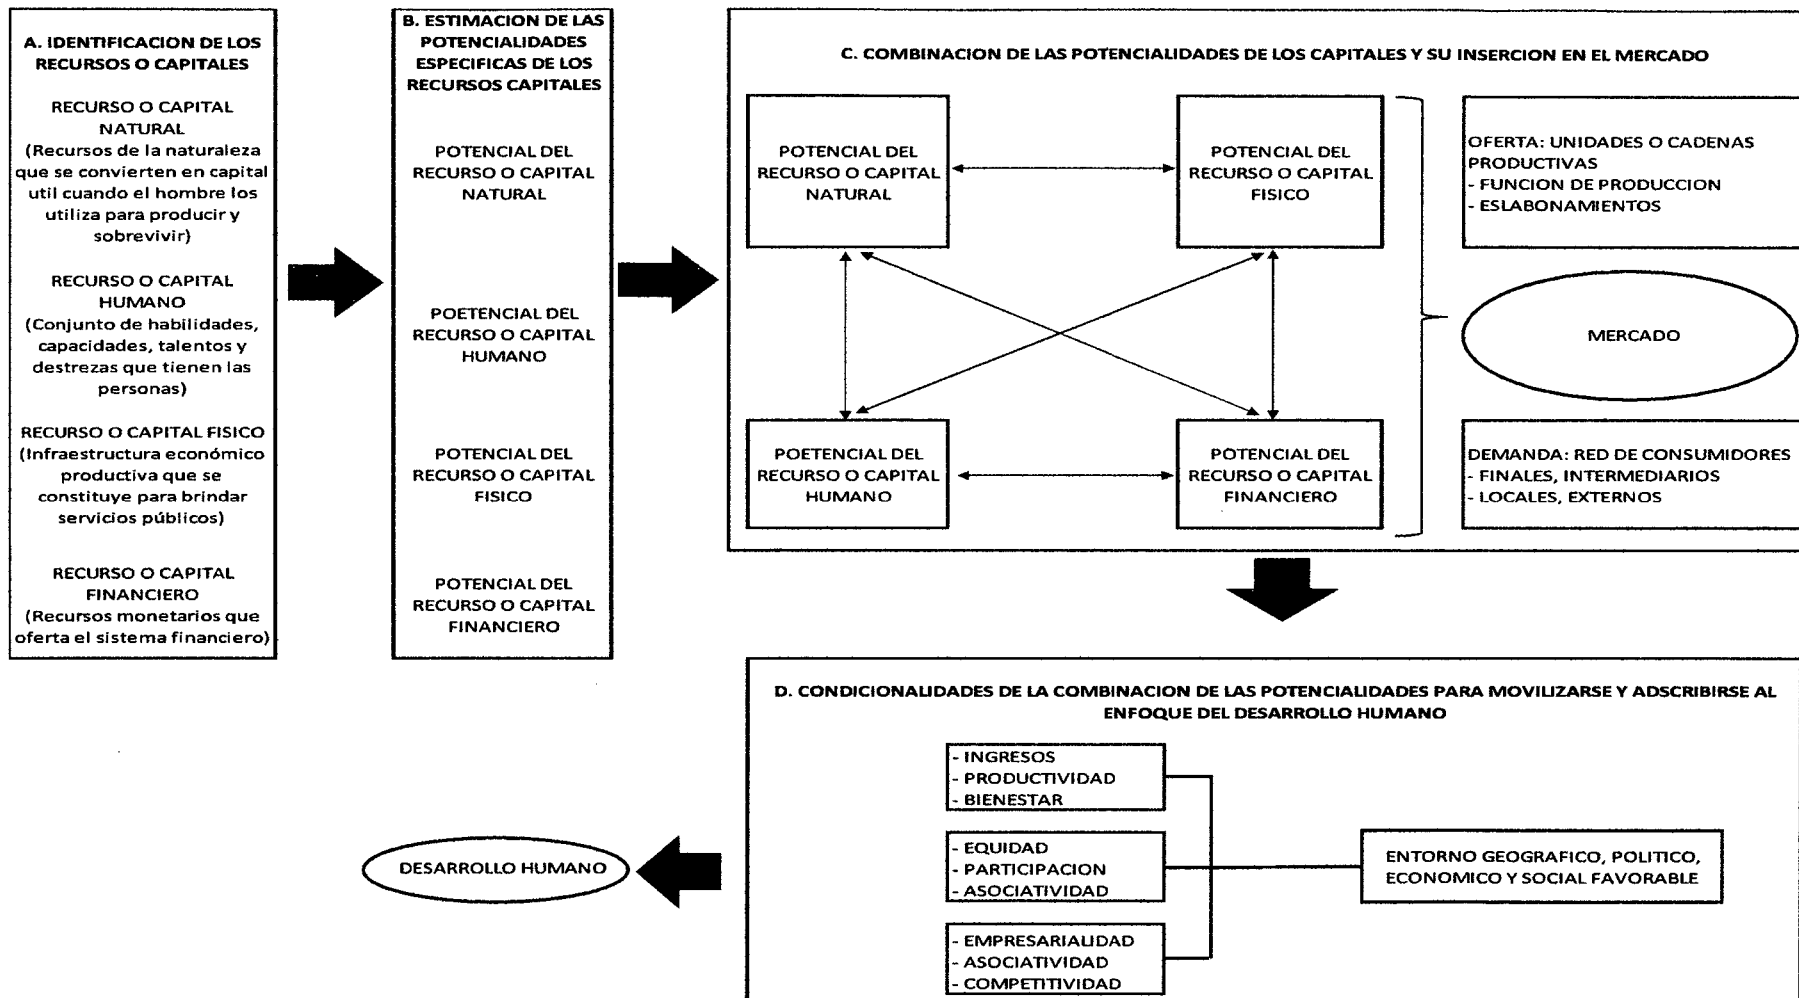 A. IDENTIFICACION DE LOS
RECURSOS O CAPITALES
RECURSO O CAPITAL
NATURAL
(Recursos de la naturaleza
que se convierten en capital
util cuando el hombre los
utiliza para producir y
sobrevivir)
RECURSO O CAPITAL
HUMANO
(Conjunto de habilidades,
capacidades, talentos y
destrezas que tienen las
personas)
RECURSO O CAPITAL FISICO
(Infraestructura económico
productiva que se
constituye para brindar
servicios públicos)
RECURSO O CAPITAL
FINANCIERO
(Recursos monetarios que
oferta el sistema financiero)
B. ESTIMACION DE LAS
POTENCIALIDADES
ESPECIFICAS DE LOS
RECURSOS CAPITALES
POTENCIAL DEL
RECURSO O CAPITAL
NATURAL
POETENCIAL DEL
RECURSO O CAPITAL
HUMANO
POTENCIAL DEL
RECURSO O CAPITAL
FISICO
POTENCIAL DEL
RECURSO O CAPITAL
FINANCIERO
C. COMBINACION DE LAS POTENCIALIDADES DE LOS CAPITALES Y SU INSERCION EN EL MERCADO
POTENCIAL DEL
RECURSO O CAPITAL
NATURAL
POTENCIAL DEL
RECURSO O CAPITAL
FISICO
POETENCIAL DEL
RECURSO O CAPITAL
HUMANO
POTENCIAL DEL
RECURSO O CAPITAL
FINANCIERO
OFERTA: UNIDADES O CADENAS
PRODUCTIVAS
- FUNCION DE PRODUCCION
- ESLABONAMIENTOS
MERCADO
DEMANDA: RED DE CONSUMIDORES
- FINALES, INTERMEDIARIOS
- LOCALES, EXTERNOS
D. CONDICIONALIDADES DE LA COMBINACION DE LAS POTENCIALIDADES PARA MOVILIZARSE Y ADSCRIBIRSE AL
ENFOQUE DEL DESARROLLO HUMANO
- INGRESOS
- PRODUCTIVIDAD
- BIENESTAR
- EQUIDAD
- PARTICIPACION
- ASOCIATIVIDAD
- EMPRESARIALIDAD
- ASOCIATIVIDAD
- COMPETITIVIDAD
ENTORNO GEOGRAFICO, POLITICO,
ECONOMICO Y SOCIAL FAVORABLE
DESARROLLO HUMANO